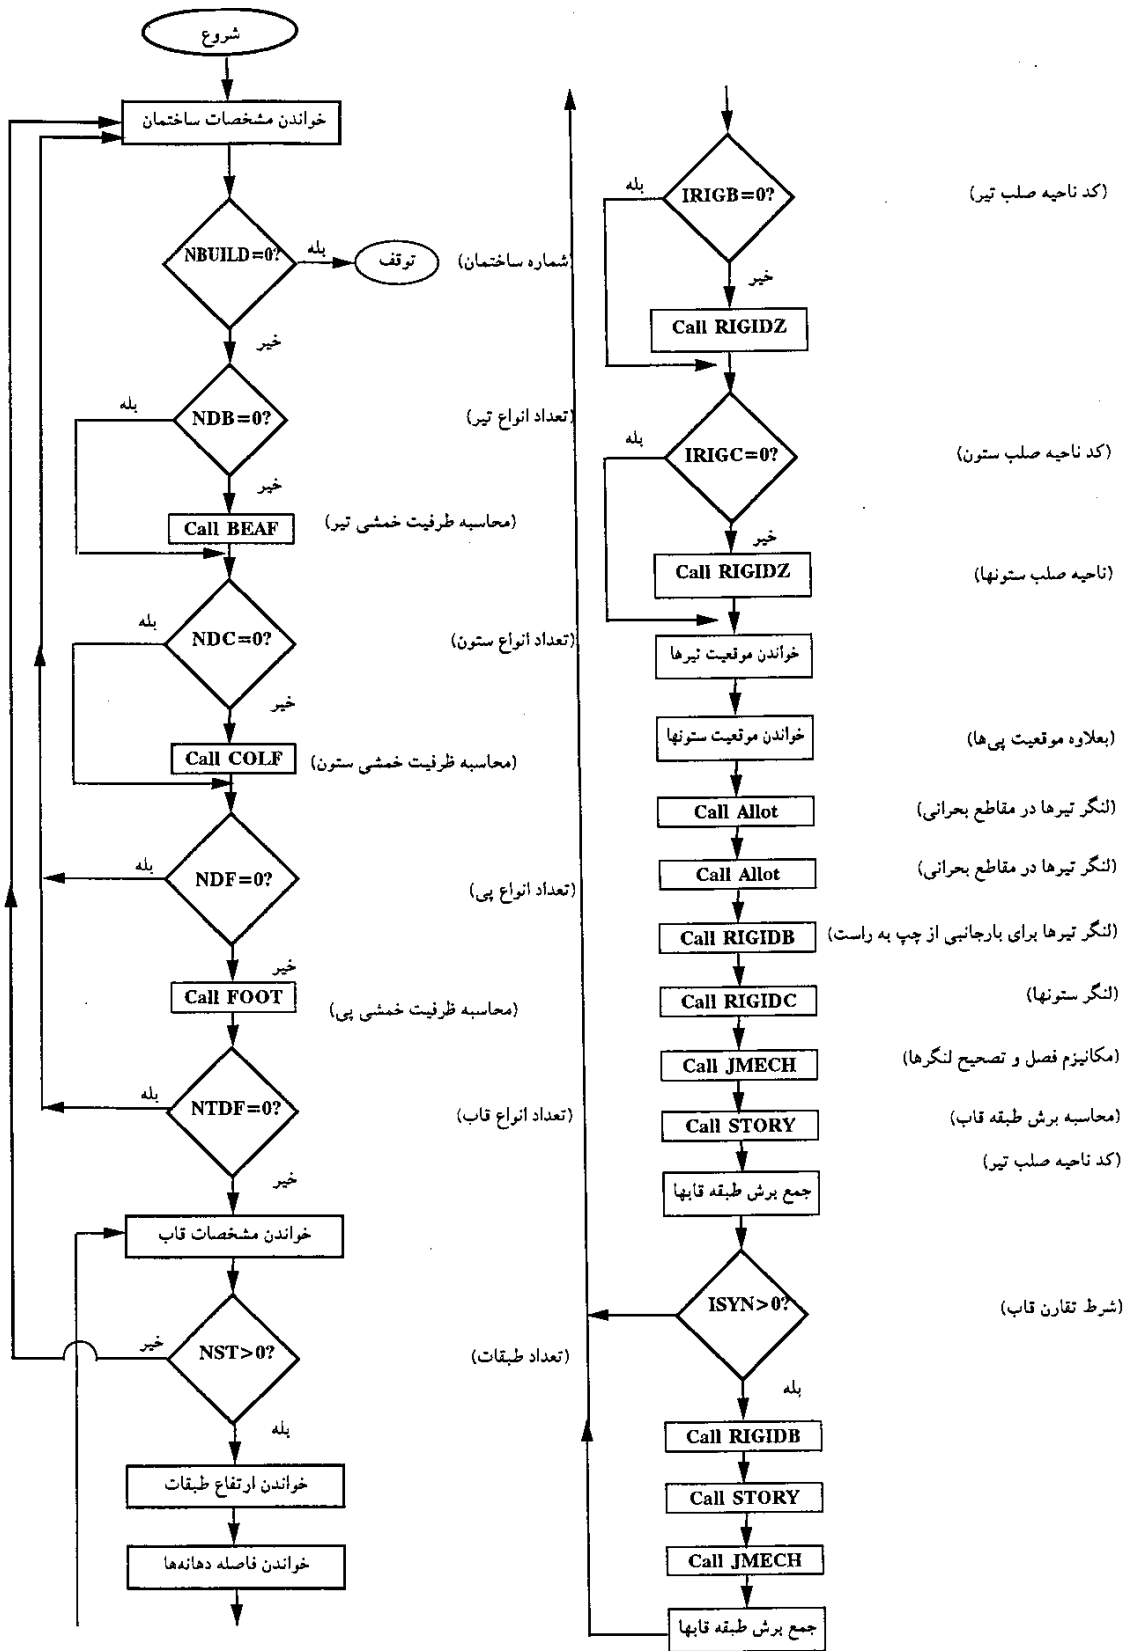 شروع
خواندن مشخصات ساختمان
NBUILD=0?
بله
توقف
(شماره ساختمان)
خیر
NDB=0?
بله
(تعداد انواع تیر)
خیر
Call BEAF
(محاسبه ظرفیت خمشی تیر)
NDC=0?
بله
(تعداد انواع ستون)
خیر
Call COLF
(محاسبه ظرفیت خمشی ستون)
NDF=0?
بله
(تعداد انواع پی)
خیر
Call FOOT
(محاسبه ظرفیت خمشی پی)
NTDF=0?
بله
(تعداد انواع قاب)
خیر
خواندن مشخصات قاب
NST>0?
خیر
(تعداد طبقات)
بله
خواندن ارتفاع طبقات
خواندن فاصله دهانه‌ها
IRIGB=0?
بله
(کد ناحیه صلب تیر)
خیر
Call RIGIDZ
IRIGC=0?
بله
(کد ناحیه صلب ستون)
خیر
Call RIGIDZ
(ناحیه صلب ستونها)
خواندن موقعیت تیرها
خواندن موقعیت ستونها
(بعلاوه موقعیت پی‌ها)
Call Allot
(لنگر تیرها در مقاطع بحرانی)
Call Allot
(لنگر تیرها در مقاطع بحرانی)
Call RIGIDB
(لنگر تیرها برای بارجانبی از چپ به راست)
Call RIGIDC
(لنگر ستونها)
Call JMECH
(مکانیزم فصل و تصحیح لنگرها)
Call STORY
(محاسبه برش طبقه قاب)
(کد ناحیه صلب تیر)
جمع برش طبقه قابها
ISYN>0?
(شرط تقارن قاب)
بله
Call RIGIDB
Call STORY
Call JMECH
جمع برش طبقه قابها